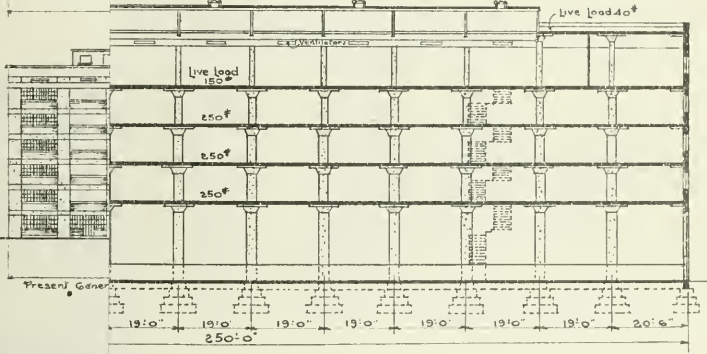 Live Load 40#
Ventilators
Live Load
150#
250#
250#
250#
Present Gener
19'-0" 19'-0" 19'-0" 19'-0" 19'-0" 19'-0" 19'-0" 20'-6"
250'-0"